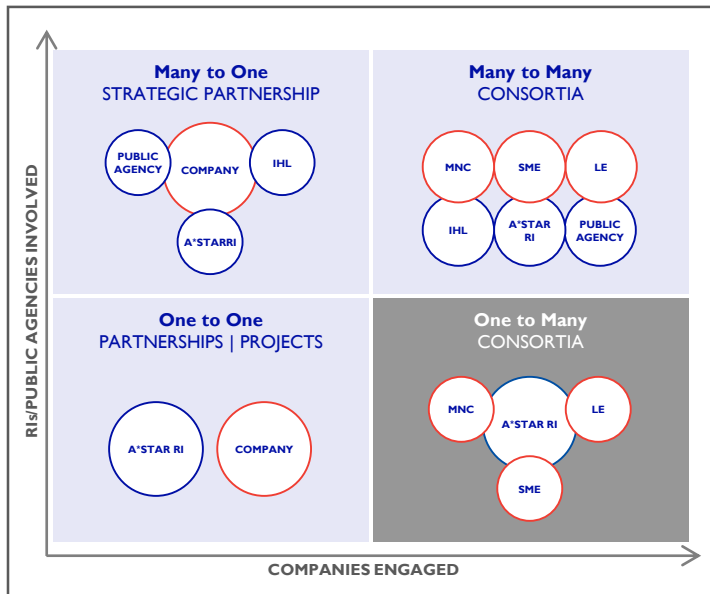 Many to One
STRATEGIC PARTNERSHIP
PUBLIC
AGENCY
COMPANY
IHL
A*STARRI
Many to Many
CONSORTIA
MNC
SME
LE
IHL
A*STAR
RI
PUBLIC
AGENCY
One to One
PARTNERSHIPS | PROJECTS
A*STAR RI
COMPANY
One to Many
CONSORTIA
MNC
A*STAR RI
LE
SME
RIs/PUBLIC AGENCIES INVOLVED
COMPANIES ENGAGED